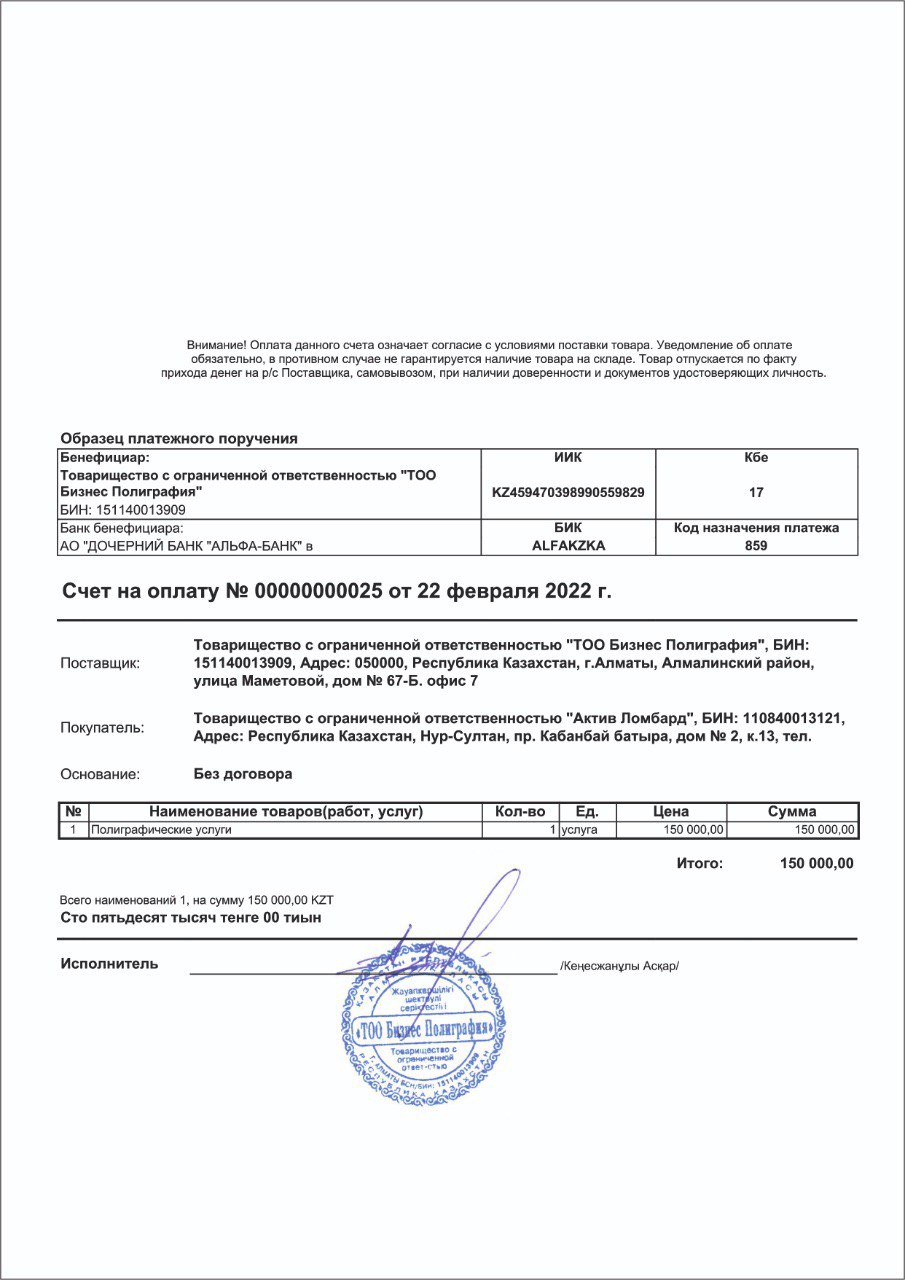 Внимание! Оплата данного счета означает согласие с условиями поставки товара. Уведомление об оплате
обязательно, в противном случае не гарантируется наличие товара на складе. Товар отпускается по факту
прихода денег на р/с Поставщика, самовывозом, при наличии доверенности и документов удостоверяющих личность.
Образец платежного поручения
Бенефициар: ИИК Кбе
Товарищество с ограниченной ответственностью "ТОО
Бизнес Полиграфия" KZ459470398990559829 17
БИН: 151140013909
Банк бенефициара: БИК Код назначения платежа
АО "ДОЧЕРНИЙ БАНК "АЛЬФА-БАНК" в ALFAKZKA 859
Счет на оплату № 00000000025 от 22 февраля 2022 г.
Поставщик: Товарищество с ограниченной ответственностью "ТОО Бизнес Полиграфия", БИН:
151140013909, Адрес: 050000, Республика Казахстан, г.Алматы, Алмалинский район,
улица Маметовой, дом № 67-Б. офис 7
Покупатель: Товарищество с ограниченной ответственностью "Актив Ломбард", БИН: 110840013121,
Адрес: Республика Казахстан, Нур-Султан, пр. Кабанбай батыра, дом № 2, к.13, тел.
Основание: Без договора
№ Наименование товаров(работ, услуг) Кол-во Ед. Цена Сумма
1 Полиграфические услуги 1 услуга 150 000,00 150 000,00
Итого: 150 000,00
Всего наименований 1, на сумму 150 000,00 KZT
Сто пятьдесят тысяч тенге 00 тиын
Исполнитель /Кеңесжанұлы Асқар/
ҚАЗАҚСТАН РЕСПУБЛИКАСЫ
АЛМАТЫ ҚАЛАСЫ
Жауапкершілігі
шектеулі
серіктестігі
«ТОО Бизнес Полиграфия»
Товарищество с
ограниченной
ответ-стью
Г. АЛМАТЫ БСН/БИН: 151140013909
РЕСПУБЛИКА КАЗАХСТАН